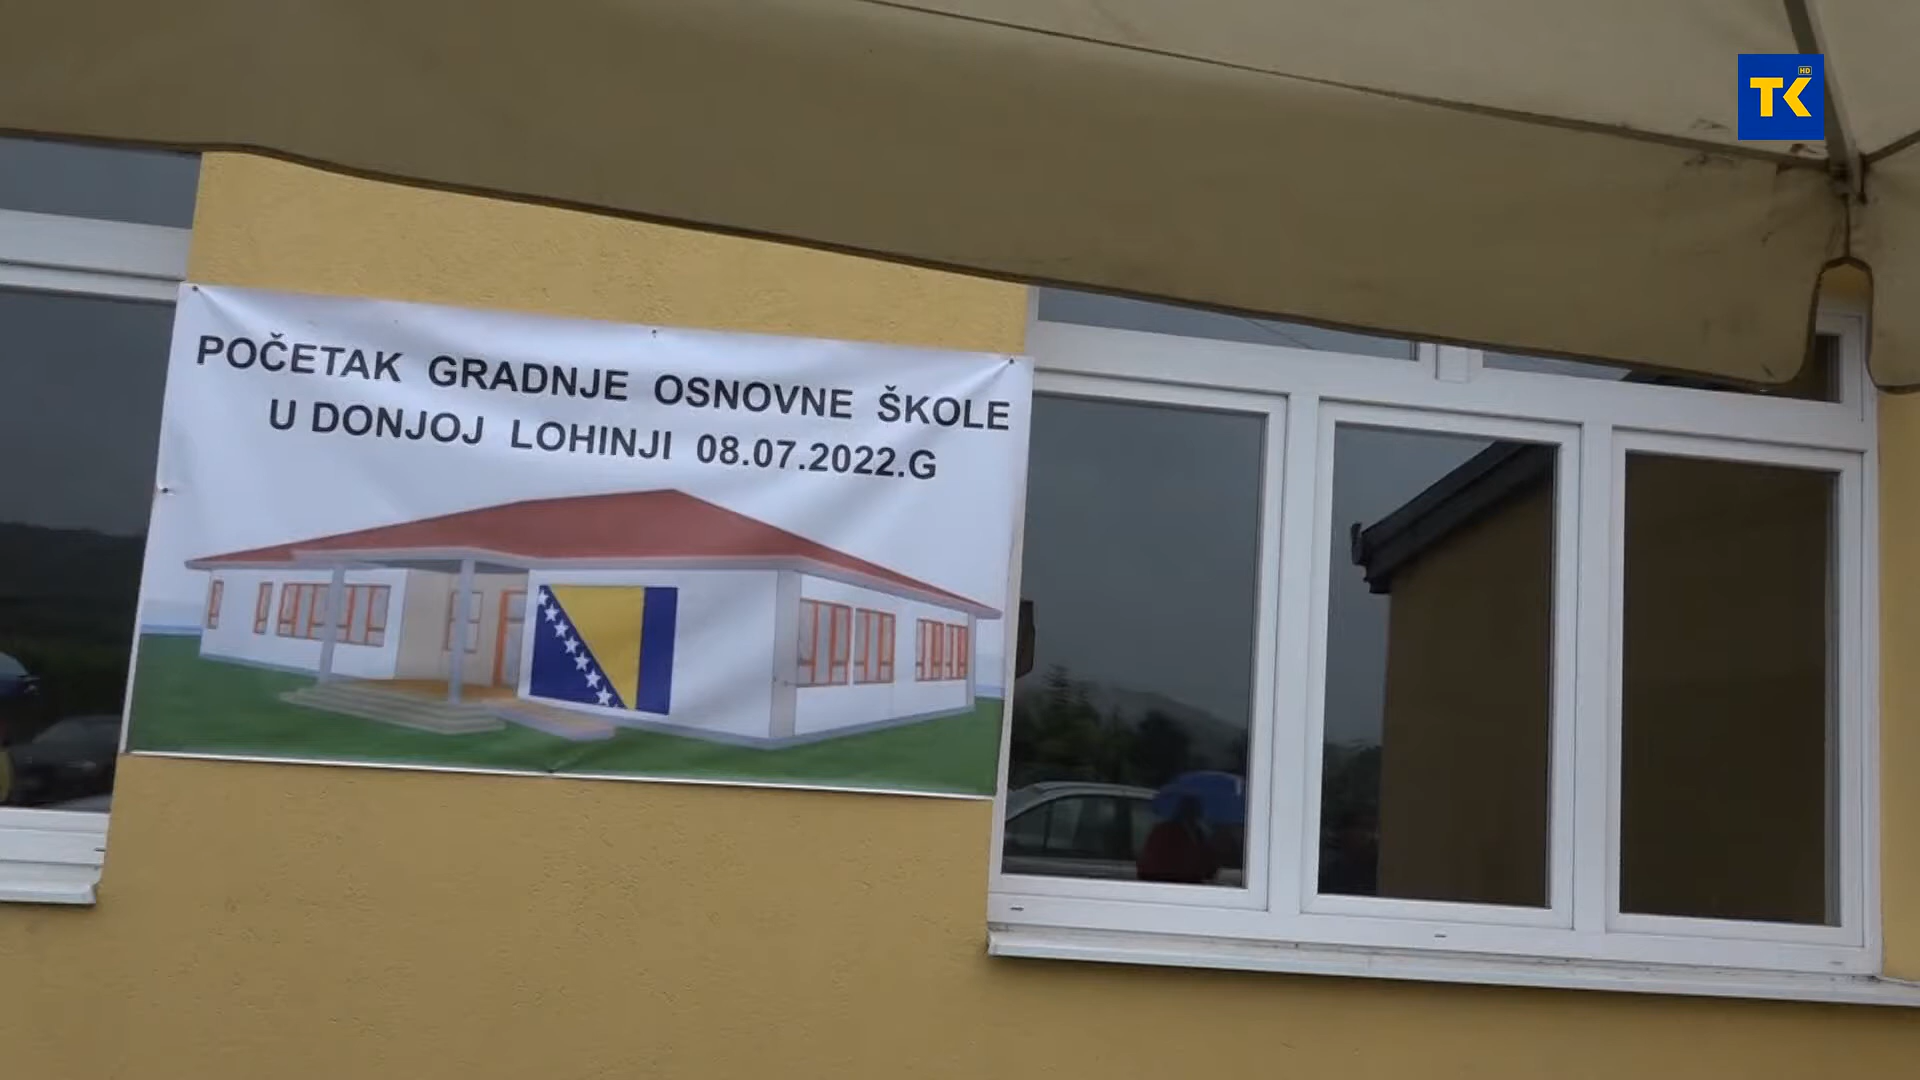 TK HD
POČETAK GRADNJE OSNOVNE ŠKOLE
U DONJOJ LOHINJI 08.07.2022.G